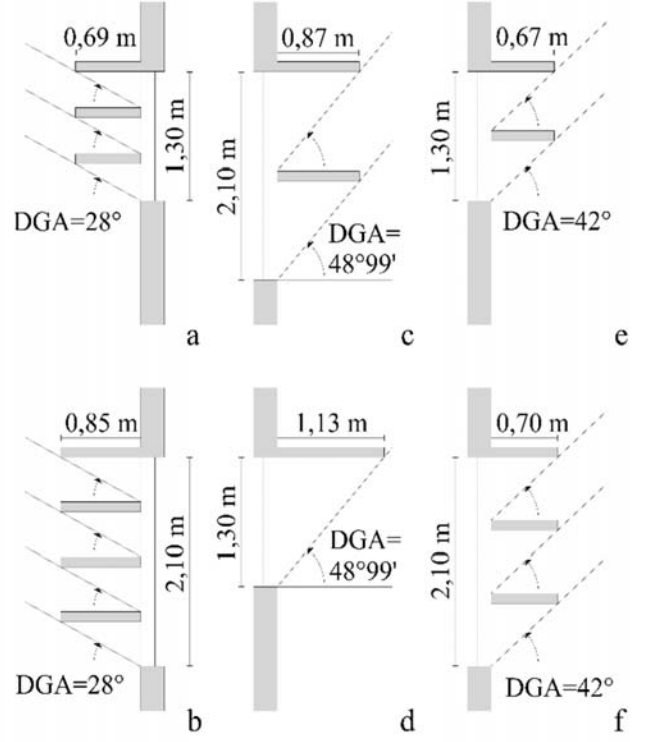 0,69 m
1,30 m
DGA=28°
a
0,87 m
2,10 m
DGA=
48°99'
c
0,67 m
1,30 m
DGA=42°
e
0,85 m
2,10 m
DGA=28°
b
1,13 m
1,30 m
DGA=
48°99'
d
0,70 m
2,10 m
DGA=42°
f